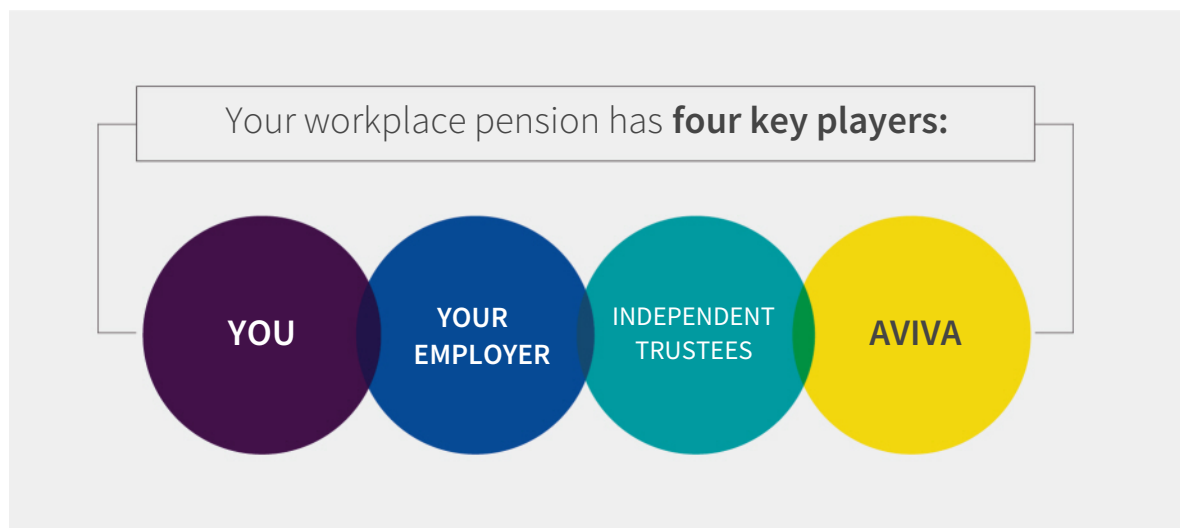 Your workplace pension has four key players:
YOU
YOUR
EMPLOYER
INDEPENDENT
TRUSTEES
AVIVA